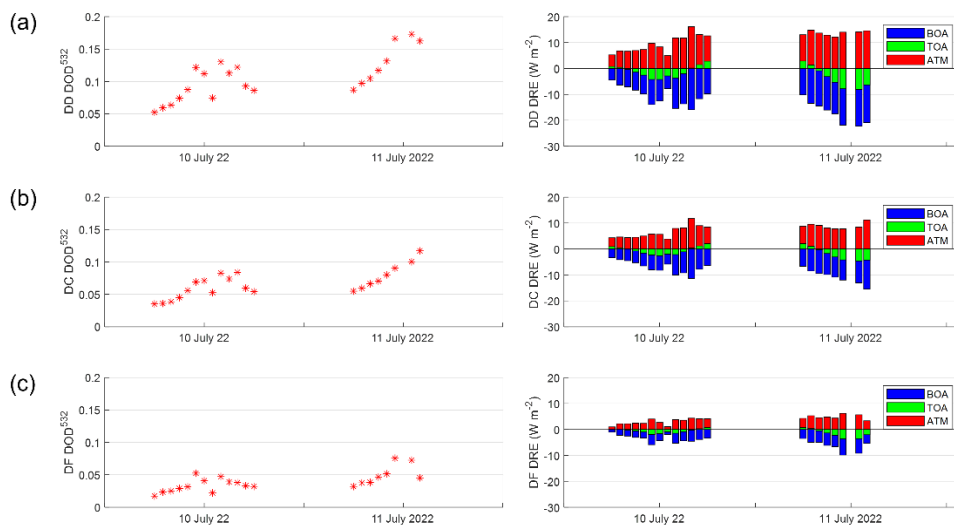 (a)
DD DOD532
0.2
0.15
0.1
0.05
0
10 July 22
11 July 2022
DD DRE (W m-2)
20
10
0
-10
-20
-30
10 July 22
11 July 2022
BOA
TOA
ATM
(b)
DC DOD532
0.2
0.15
0.1
0.05
0
10 July 22
11 July 2022
DC DRE (W m-2)
20
10
0
-10
-20
-30
10 July 22
11 July 2022
BOA
TOA
ATM
(c)
DF DOD532
0.2
0.15
0.1
0.05
0
10 July 22
11 July 2022
DF DRE (W m-2)
20
10
0
-10
-20
-30
10 July 22
11 July 2022
BOA
TOA
ATM